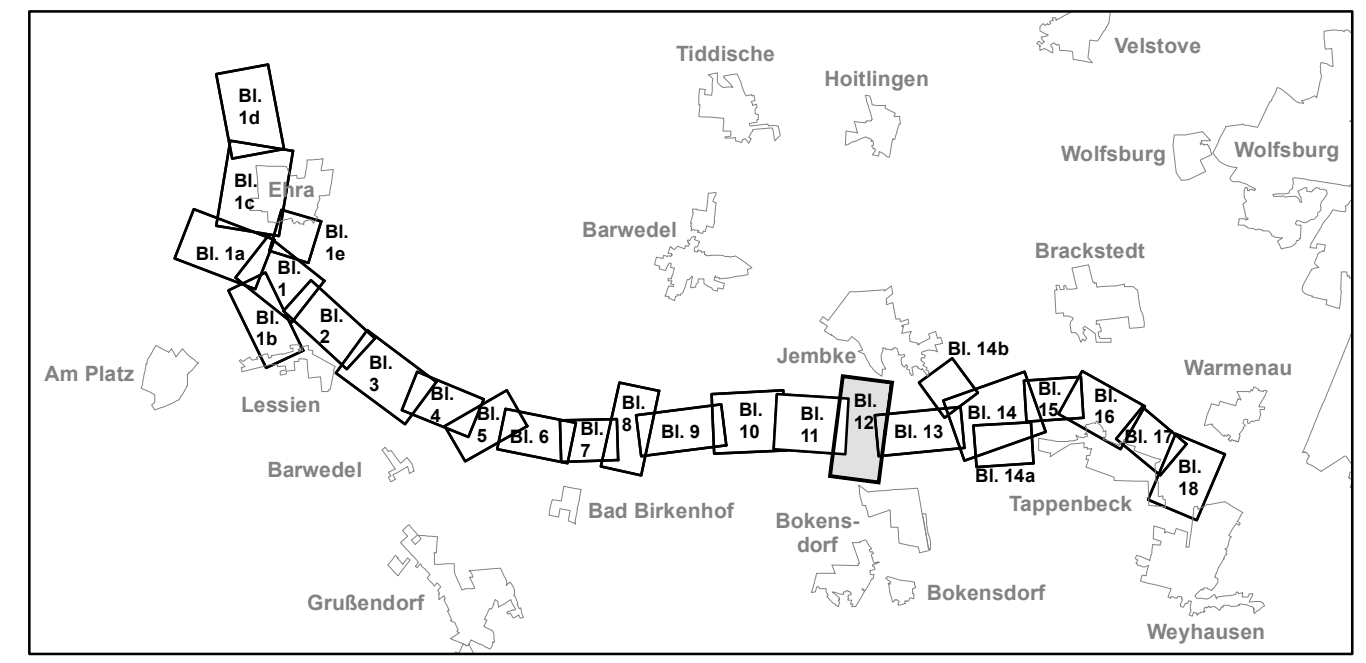 Velstove
Tiddische
Hoitlingen
Bl.
1d
Wolfsburg
Wolfsburg
Bl.
1c
Ehra
Barwedel
Bl.
1e
Bl. 1a
Bl.
1
Brackstedt
Bl.
1b
Bl.
2
Jembke
Bl. 14b
Am Platz
Bl.
3
Warmenau
Lessien
Bl.
4
Bl.
5
Bl. 6
Bl.
7
Bl.
8
Bl. 9
Bl.
10
Bl.
11
Bl.
12
Bl. 13
Bl. 14
Bl.
15
Bl.
16
Bl. 17
Bl.
18
Bl. 14a
Barwedel
Tappenbeck
Bad Birkenhof
Bokens-
dorf
Grußendorf
Bokensdorf
Weyhausen